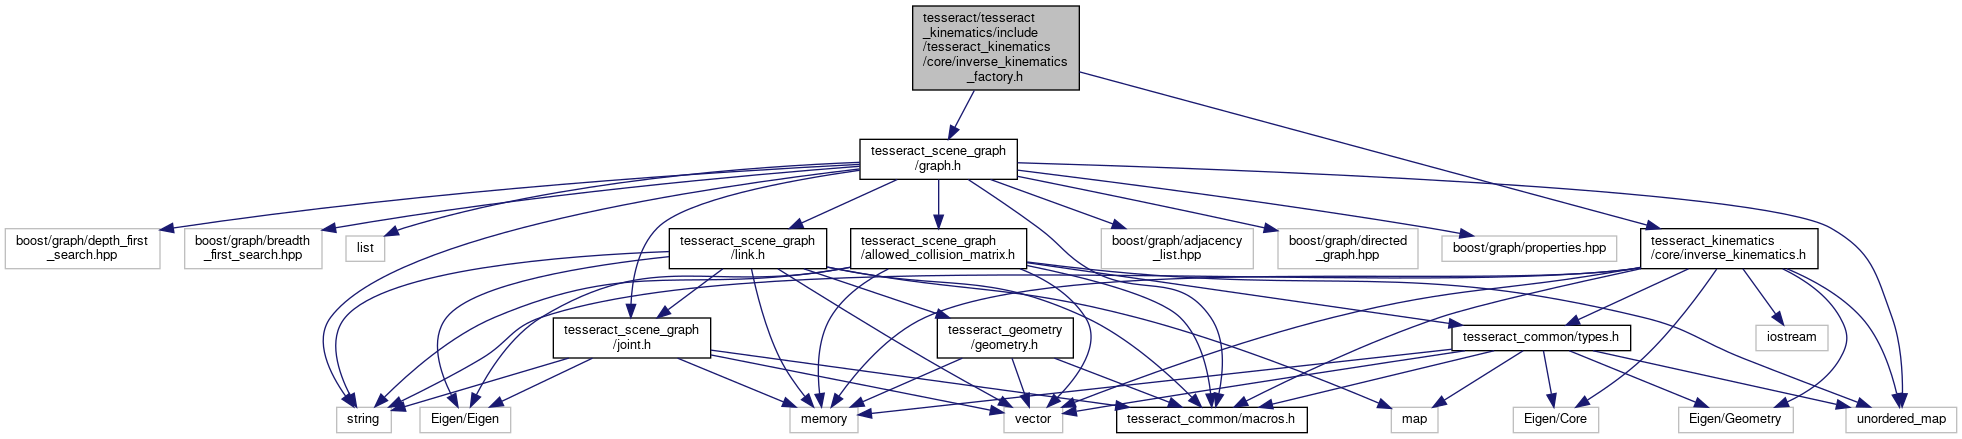 tesseract/tesseract
_kinematics/include
/tesseract_kinematics
/core/inverse_kinematics
_factory.h
tesseract_scene_graph
/graph.h
boost/graph/depth_first
_search.hpp
boost/graph/breadth
_first_search.hpp
list
tesseract_scene_graph
/link.h
tesseract_scene_graph
/allowed_collision_matrix.h
boost/graph/adjacency
_list.hpp
boost/graph/directed
_graph.hpp
boost/graph/properties.hpp
tesseract_kinematics
/core/inverse_kinematics.h
tesseract_scene_graph
/joint.h
tesseract_geometry
/geometry.h
tesseract_common/types.h
iostream
string
Eigen/Eigen
memory
vector
tesseract_common/macros.h
map
Eigen/Core
Eigen/Geometry
unordered_map